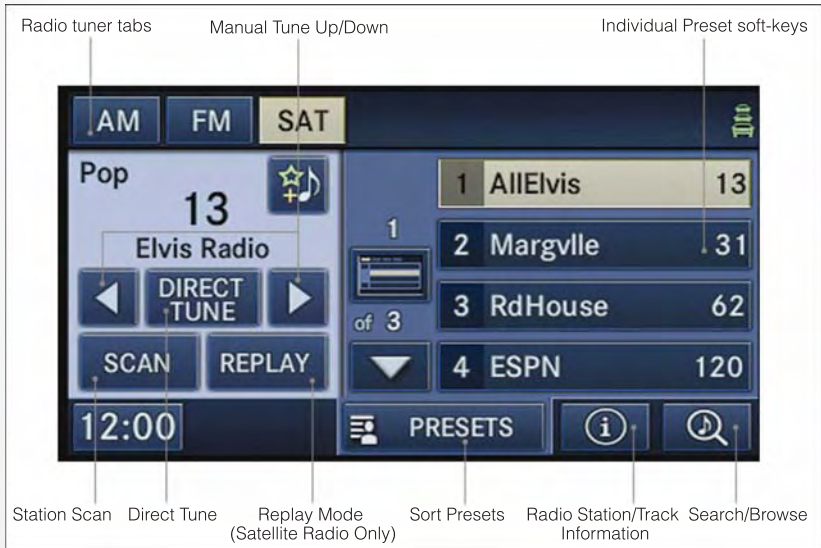 Radio tuner tabs
Manual Tune Up/Down
Individual Preset soft-keys
AM
FM
SAT
Pop
13
Elvis Radio
DIRECT
TUNE
SCAN
REPLAY
12:00
1
of 3
1 AllElvis 13
2 Margvlle 31
3 RdHouse 62
4 ESPN 120
PRESETS
i
Station Scan
Direct Tune
Replay Mode
(Satellite Radio Only)
Sort Presets
Radio Station/Track
Information
Search/Browse